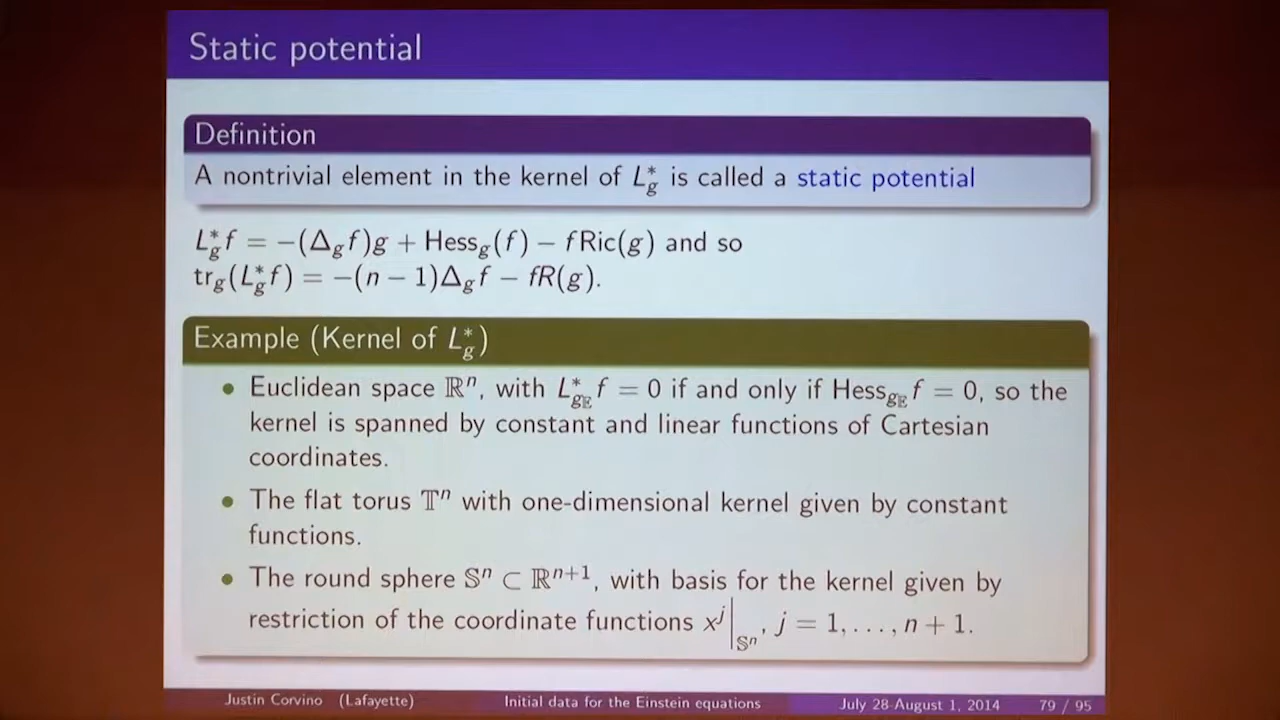 Static potential
Definition
A nontrivial element in the kernel of L*_g is called a static potential
L*_g f = −(Δ_g f)g + Hess_g(f) − fRic(g) and so
tr_g(L*_g f) = −(n − 1)Δ_g f − fR(g).
Example (Kernel of L*_g)
• Euclidean space ℝⁿ, with L*_{g_𝔼} f = 0 if and only if Hess_{g_𝔼} f = 0, so the
kernel is spanned by constant and linear functions of Cartesian
coordinates.
• The flat torus 𝕋ⁿ with one-dimensional kernel given by constant
functions.
• The round sphere 𝕊ⁿ ⊂ ℝⁿ⁺¹, with basis for the kernel given by
restriction of the coordinate functions xʲ|_{𝕊ⁿ}, j = 1, . . . , n + 1.
Justin Corvino (Lafayette) Initial data for the Einstein equations July 28-August 1, 2014 79 / 95